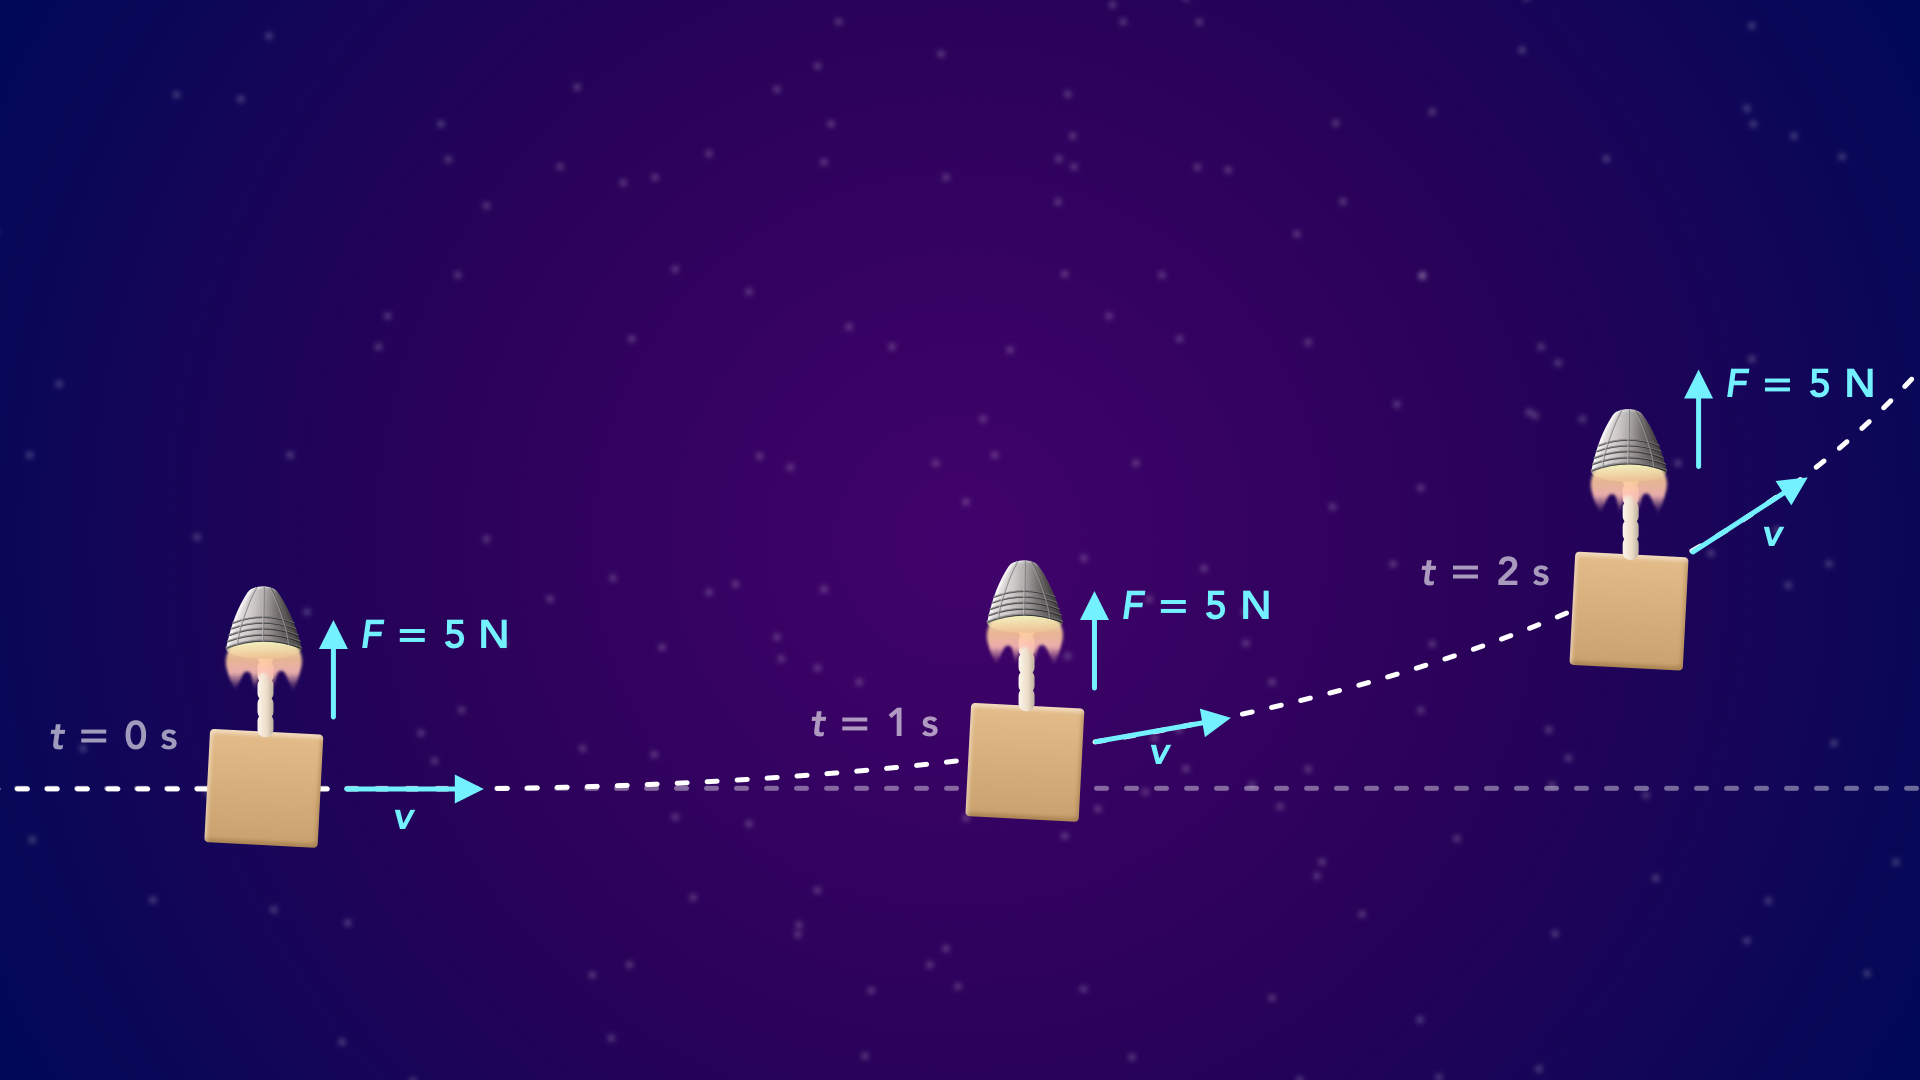 t = 0 s
F = 5 N
v
t = 1 s
F = 5 N
v
t = 2 s
F = 5 N
v